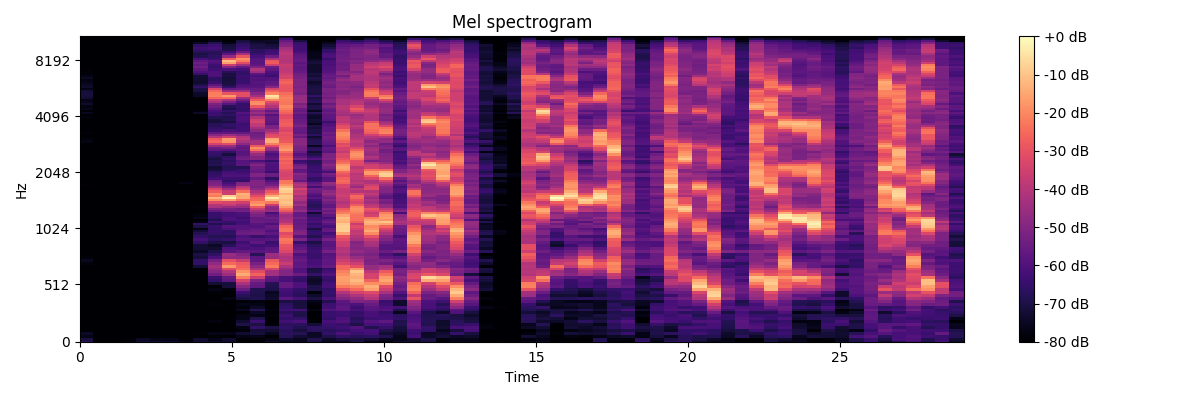 Mel spectrogram
8192
4096
2048
1024
512
0
Hz
0 5 10 15 20 25
Time
+0 dB
-10 dB
-20 dB
-30 dB
-40 dB
-50 dB
-60 dB
-70 dB
-80 dB